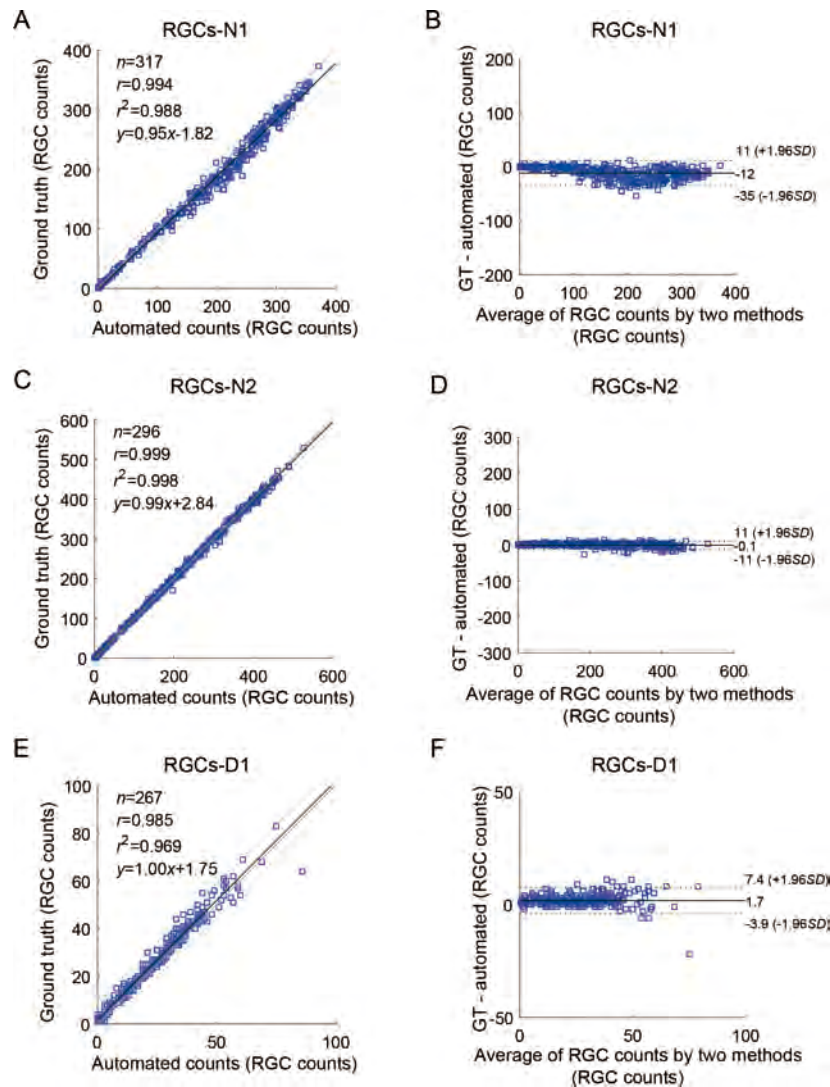 A
RGCs-N1
400
300
200
100
0
n=317
r=0.994
r²=0.988
y=0.95x-1.82
Ground truth (RGC counts)
0 100 200 300 400
Automated counts (RGC counts)
B
RGCs-N1
200
100
0
-100
-200
11 (+1.96SD)
-12
-35 (-1.96SD)
GT - automated (RGC counts)
0 100 200 300 400
Average of RGC counts by two methods
(RGC counts)
C
RGCs-N2
600
500
400
300
200
100
0
n=296
r=0.999
r²=0.998
y=0.99x+2.84
Ground truth (RGC counts)
0 200 400 600
Automated counts (RGC counts)
D
RGCs-N2
300
200
100
0
-100
-200
-300
11 (+1.96SD)
-0.1
-11 (-1.96SD)
GT - automated (RGC counts)
0 200 400 600
Average of RGC counts by two methods
(RGC counts)
E
RGCs-D1
100
80
60
40
20
0
n=267
r=0.985
r²=0.969
y=1.00x+1.75
Ground truth (RGC counts)
0 50 100
Automated counts (RGC counts)
F
RGCs-D1
50
0
-50
7.4 (+1.96SD)
1.7
-3.9 (-1.96SD)
GT - automated (RGC counts)
0 50 100
Average of RGC counts by two methods
(RGC counts)